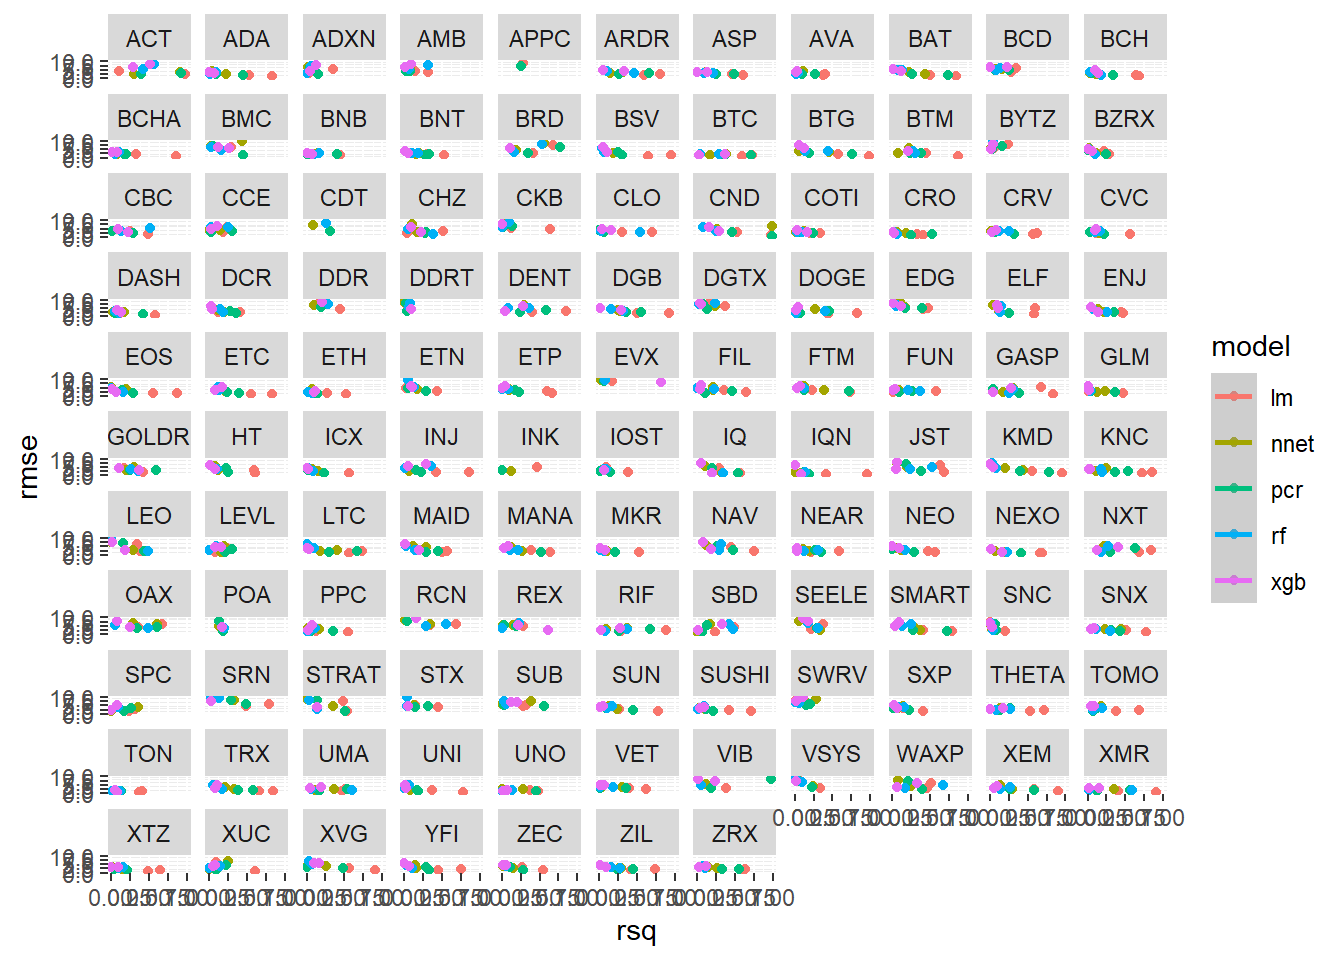 ACT ADA ADXN AMB APPC ARDR ASP AVA BAT BCD BCH
BCHA BMC BNB BNT BRD BSV BTC BTG BTM BYTZ BZRX
CBC CCE CDT CHZ CKB CLO CND COTI CRO CRV CVC
DASH DCR DDR DDRT DENT DGB DGTX DOGE EDG ELF ENJ
EOS ETC ETH ETN ETP EVX FIL FTM FUN GASP GLM
GOLDR HT ICX INJ INK IOST IQ IQN JST KMD KNC
LEO LEVL LTC MAID MANA MKR NAV NEAR NEO NEXO NXT
OAX POA PPC RCN REX RIF SBD SEELE SMART SNC SNX
SPC SRN STRAT STX SUB SUN SUSHI SWRV SXP THETA TOMO
TON TRX UMA UNI UNO VET VIB VSYS WAXP XEM XMR
XTZ XUC XVG YFI ZEC ZIL ZRX
rsq
rmse
model
lm
nnet
pcr
rf
xgb